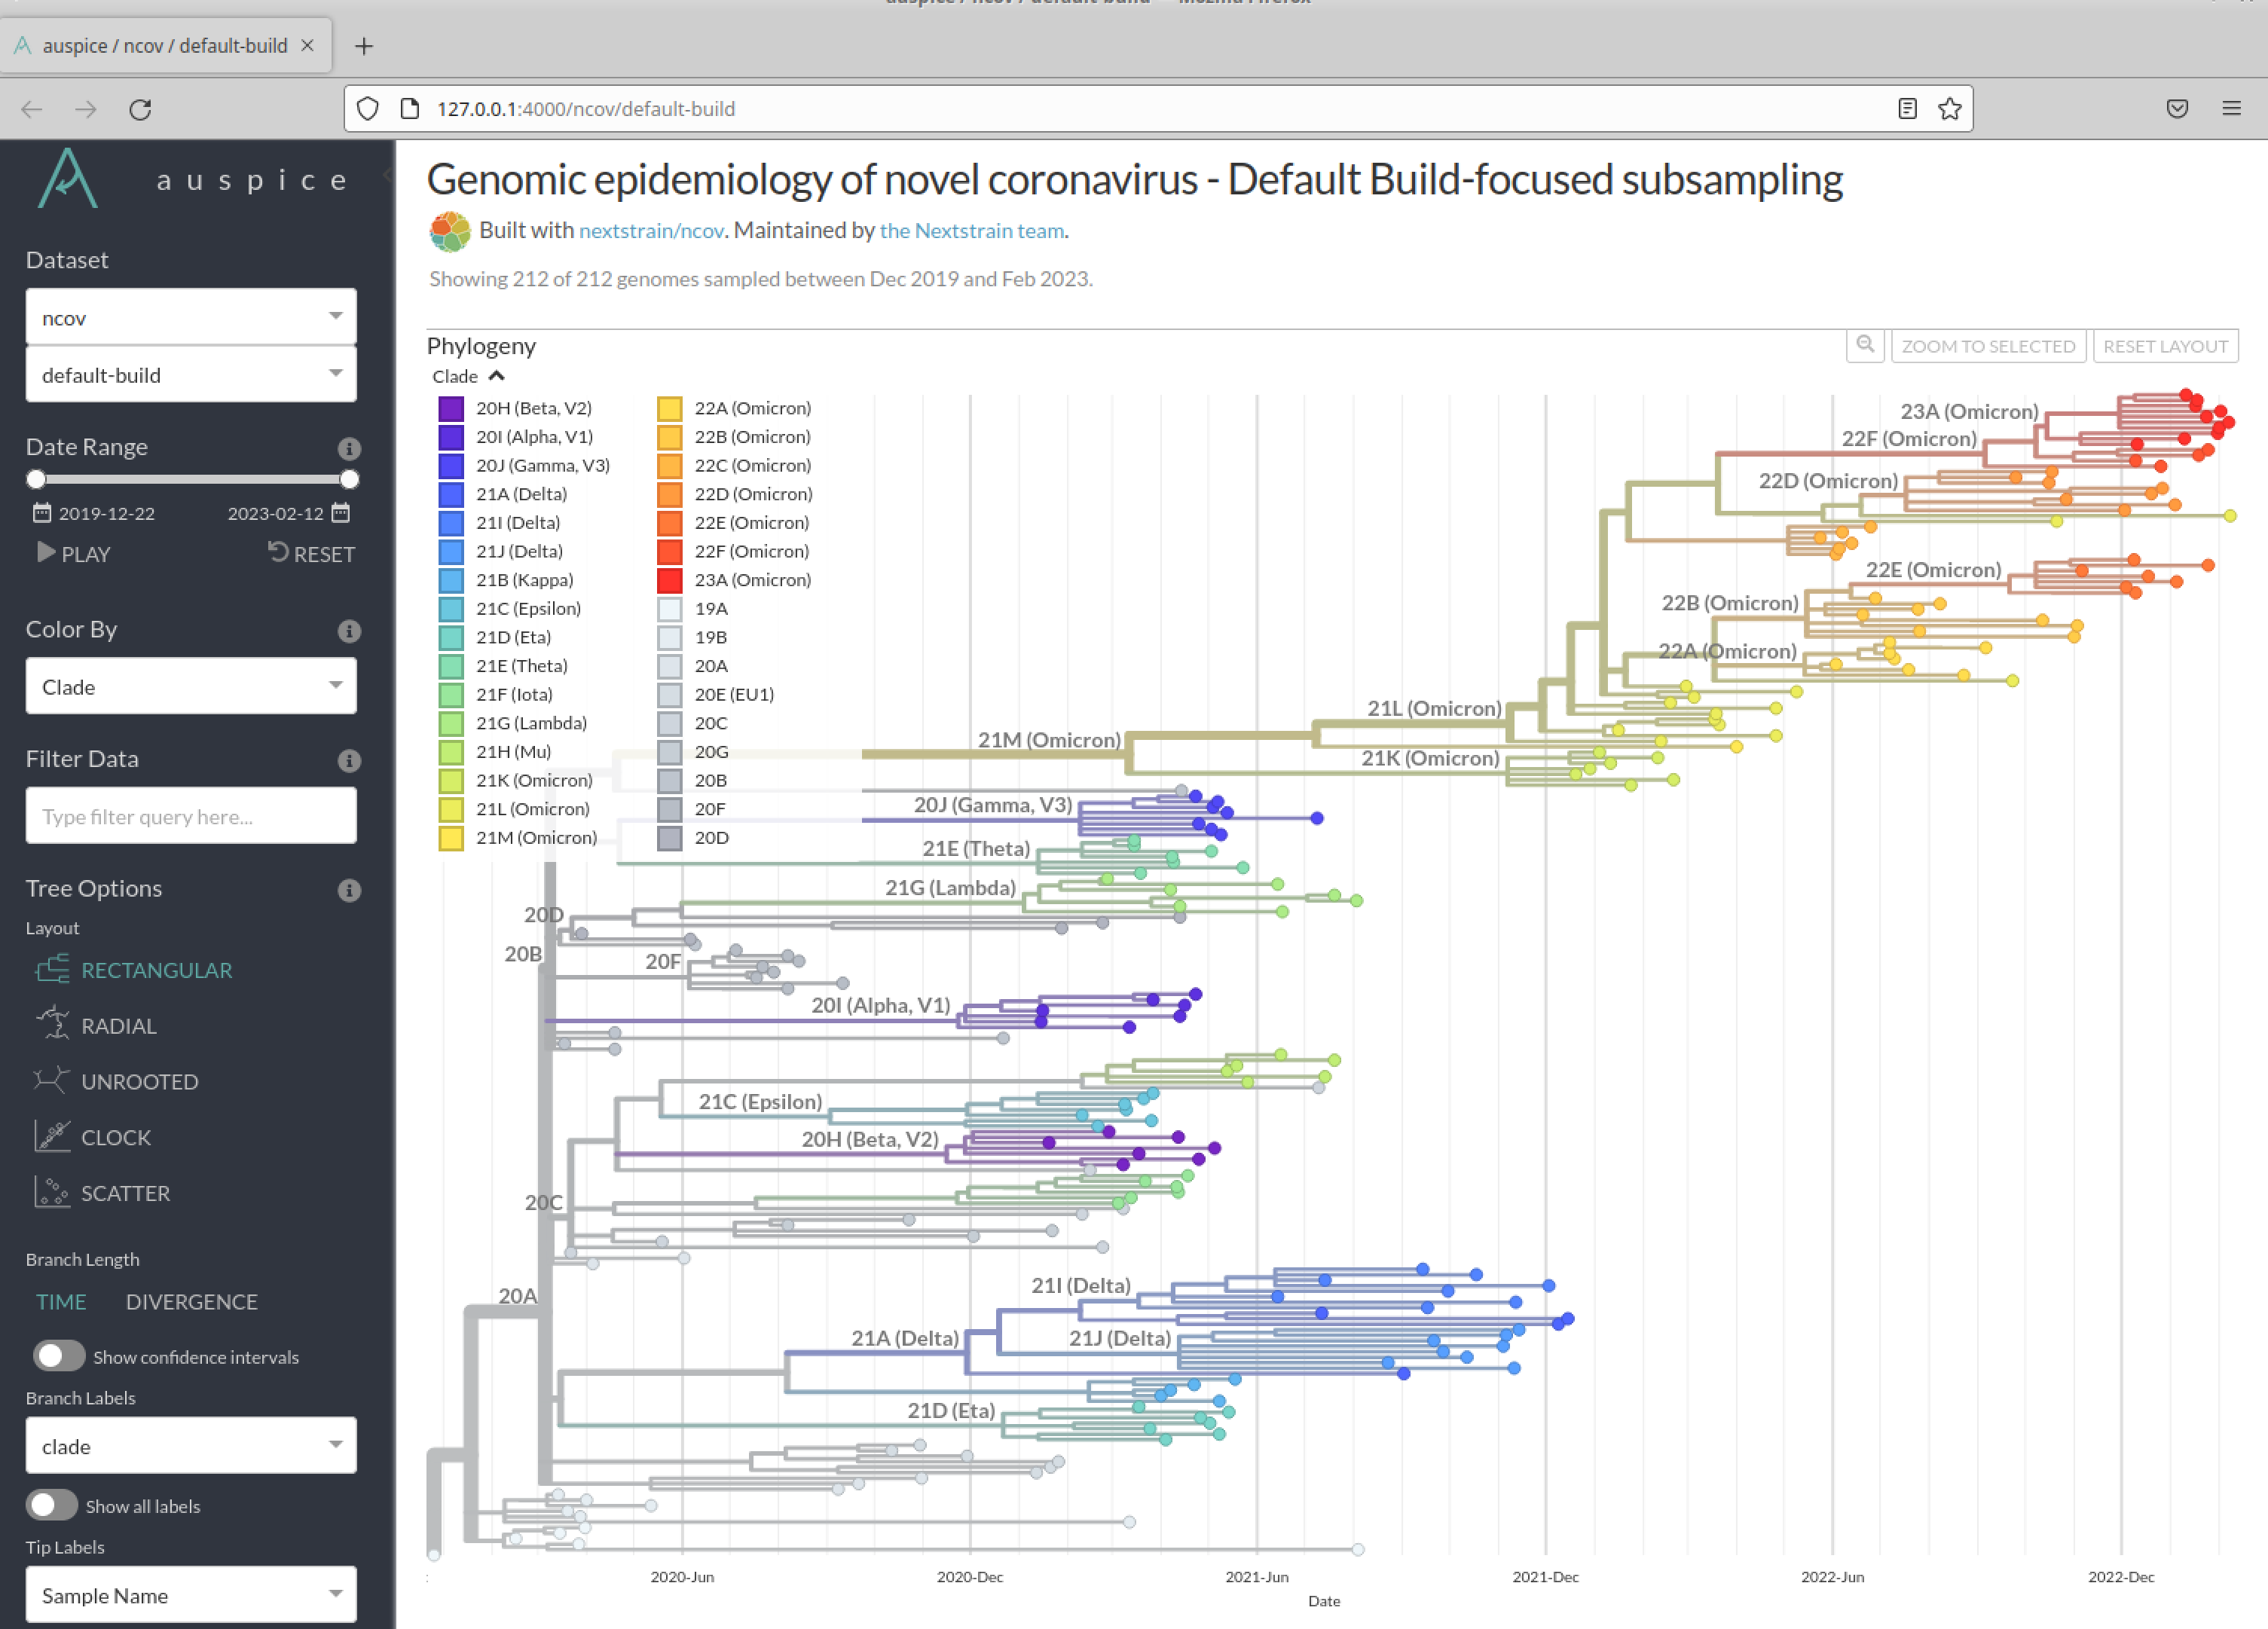 auspice / ncov / default-build
127.0.0.1:4000/ncov/default-build
auspice
Dataset
ncov
default-build
Date Range
2019-12-22
2023-02-12
PLAY
RESET
Color By
Clade
Filter Data
Type filter query here...
Tree Options
Layout
RECTANGULAR
RADIAL
UNROOTED
CLOCK
SCATTER
Branch Length
TIME
DIVERGENCE
Show confidence intervals
Branch Labels
clade
Show all labels
Tip Labels
Sample Name
Genomic epidemiology of novel coronavirus - Default Build-focused subsampling
Built with nextstrain/ncov. Maintained by the Nextstrain team.
Showing 212 of 212 genomes sampled between Dec 2019 and Feb 2023.
Phylogeny
ZOOM TO SELECTED
RESET LAYOUT
Clade
20H (Beta, V2)
20I (Alpha, V1)
20J (Gamma, V3)
21A (Delta)
21I (Delta)
21J (Delta)
21B (Kappa)
21C (Epsilon)
21D (Eta)
21E (Theta)
21F (Iota)
21G (Lambda)
21H (Mu)
21K (Omicron)
21L (Omicron)
21M (Omicron)
22A (Omicron)
22B (Omicron)
22C (Omicron)
22D (Omicron)
22E (Omicron)
22F (Omicron)
23A (Omicron)
19A
19B
20A
20E (EU1)
20C
20G
20B
20F
20D
23A (Omicron)
22F (Omicron)
22D (Omicron)
22E (Omicron)
22B (Omicron)
22A (Omicron)
21L (Omicron)
21M (Omicron)
21K (Omicron)
20J (Gamma, V3)
21E (Theta)
21G (Lambda)
20D
20B
20F
20I (Alpha, V1)
21C (Epsilon)
20H (Beta, V2)
20C
21I (Delta)
20A
21A (Delta)
21J (Delta)
21D (Eta)
2020-Jun
2020-Dec
2021-Jun
2021-Dec
2022-Jun
2022-Dec
Date